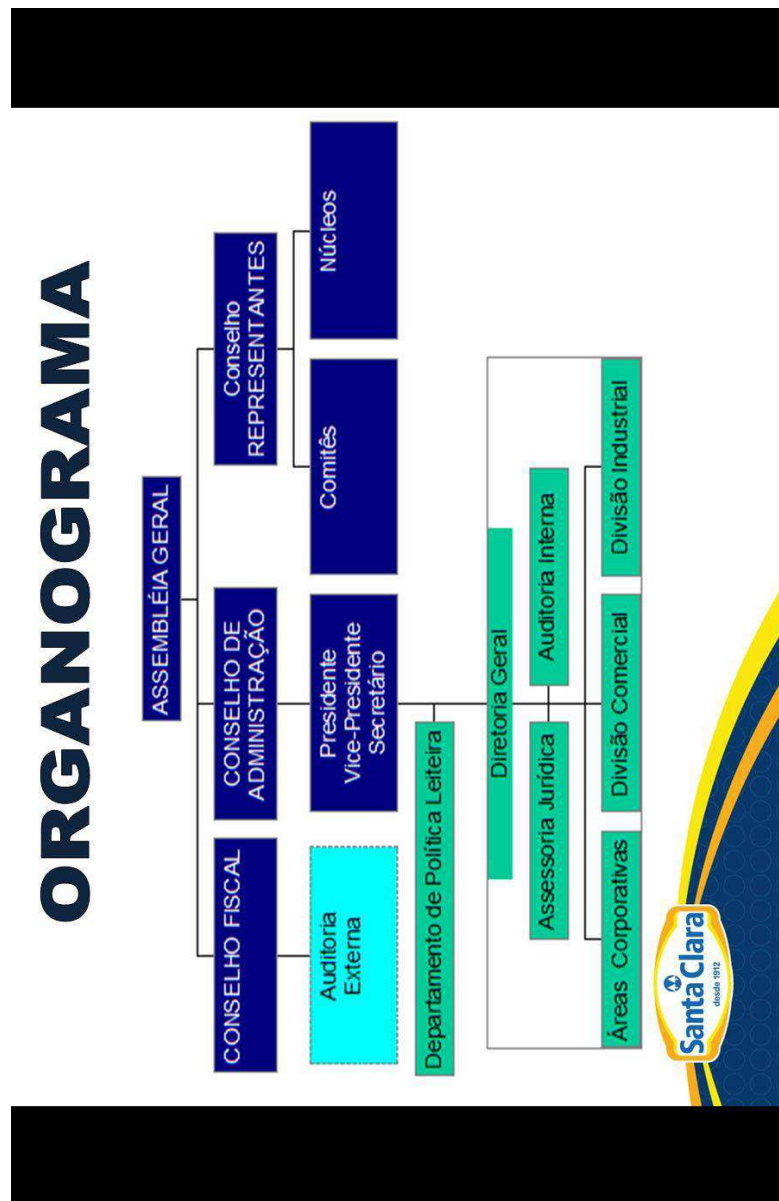 ORGANOGRAMA
ASSEMBLÉIA GERAL
CONSELHO FISCAL
CONSELHO DE
ADMINISTRAÇÃO
Conselho
REPRESENTANTES
Auditoria
Externa
Presidente
Vice-Presidente
Secretário
Comitês
Núcleos
Departamento de Política Leiteira
Diretoria Geral
Assessoria Jurídica
Auditoria Interna
Áreas Corporativas
Divisão Comercial
Divisão Industrial
Santa Clara
desde 1912